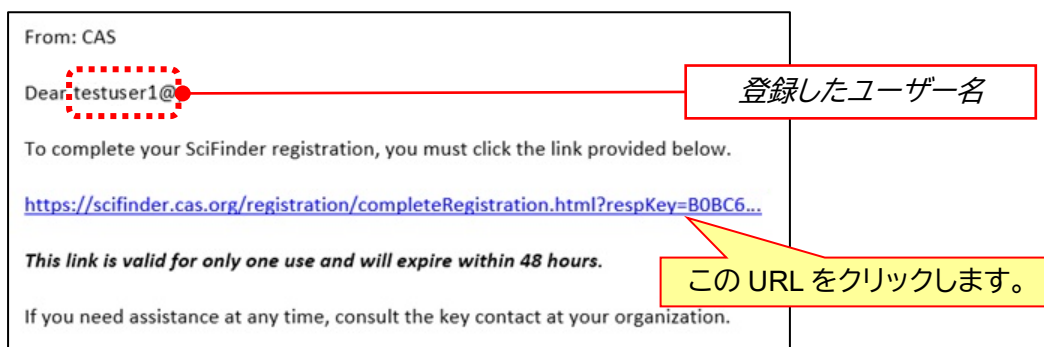 From: CAS
Dear testuser1@
登録したユーザー名
To complete your SciFinder registration, you must click the link provided below.
https://scifinder.cas.org/registration/completeRegistration.html?respKey=B0BC6...
This link is valid for only one use and will expire within 48 hours.
この URL をクリックします。
If you need assistance at any time, consult the key contact at your organization.